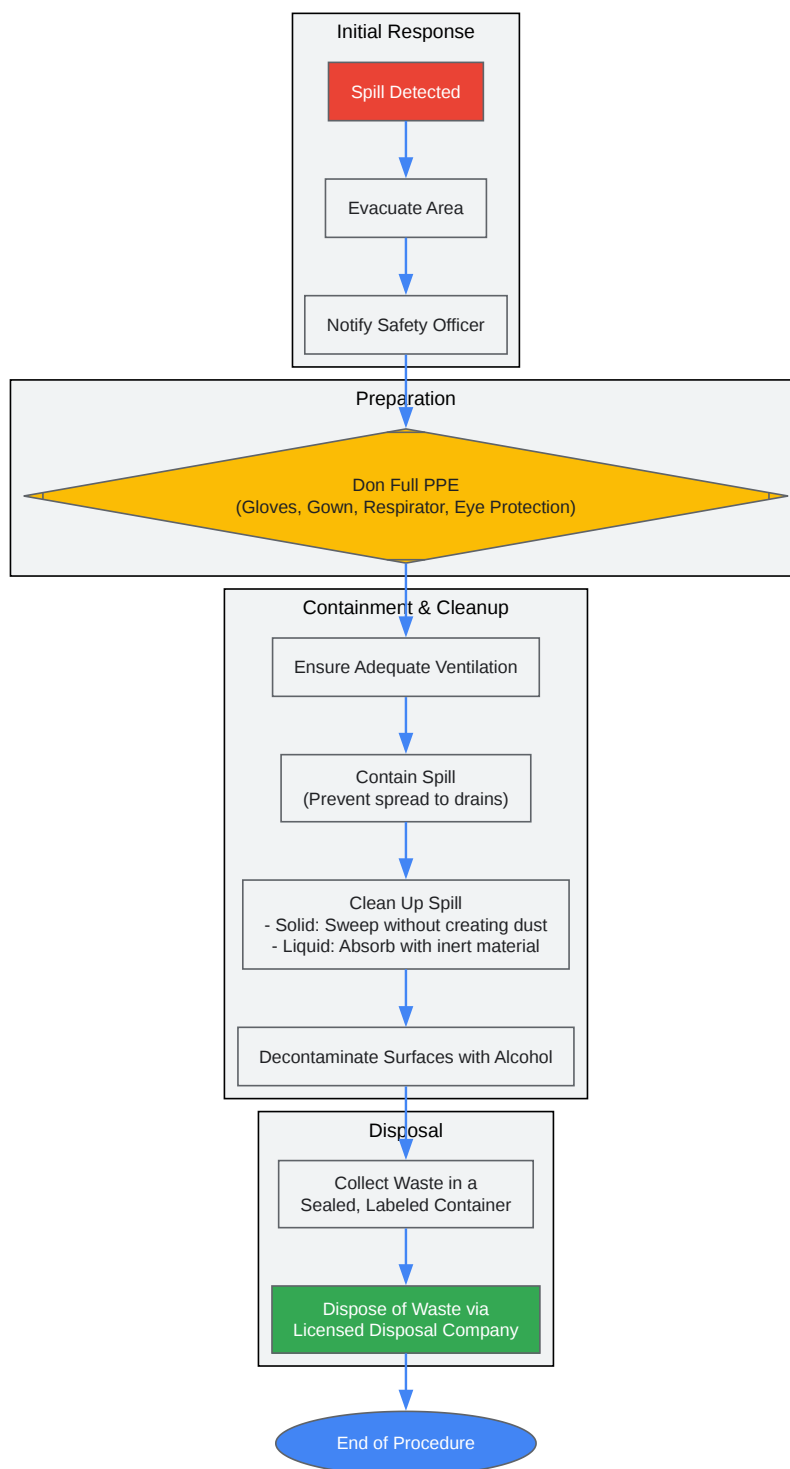 Initial Response
Spill Detected
Evacuate Area
Notify Safety Officer
Preparation
Don Full PPE
(Gloves, Gown, Respirator, Eye Protection)
Containment & Cleanup
Ensure Adequate Ventilation
Contain Spill
(Prevent spread to drains)
Clean Up Spill
- Solid: Sweep without creating dust
- Liquid: Absorb with inert material
Decontaminate Surfaces with Alcohol
Disposal
Collect Waste in a
Sealed, Labeled Container
Dispose of Waste via
Licensed Disposal Company
End of Procedure